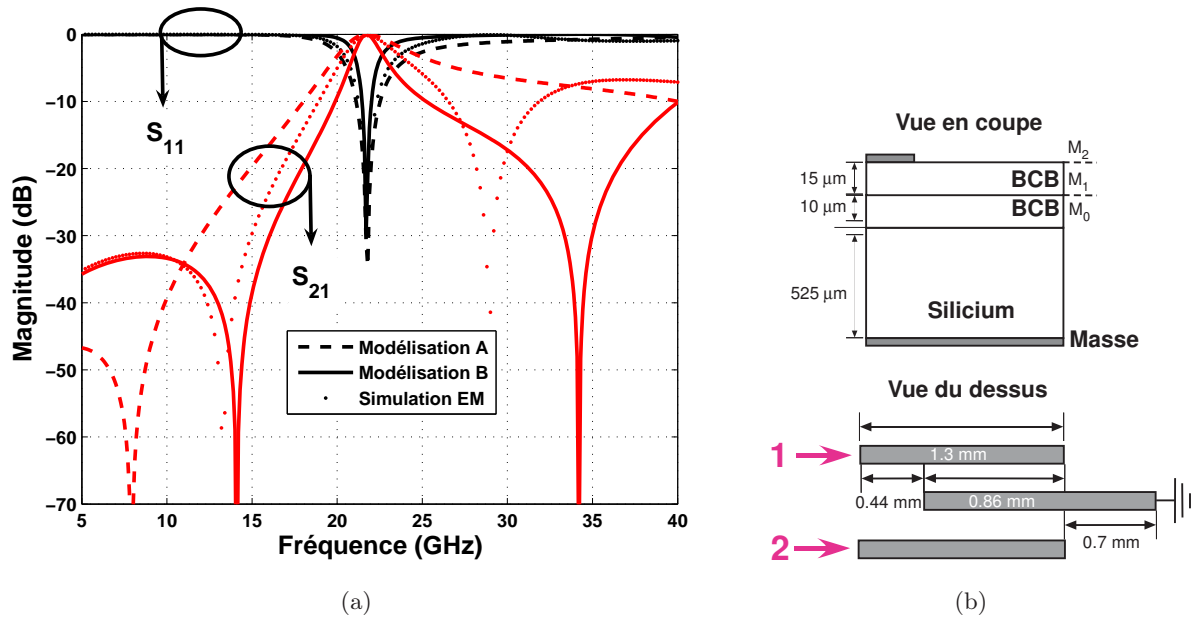 Magnitude (dB)
0
−10
−20
−30
−40
−50
−60
−70
5
10
15
20
25
30
35
40
Fréquence (GHz)
S11
S21
Modélisation A
Modélisation B
Simulation EM
(a)
Vue en coupe
M2
15 µm
BCB
M1
10 µm
BCB
M0
525 µm
Silicium
Masse
Vue du dessus
1
1.3 mm
0.44 mm
0.86 mm
0.7 mm
2
(b)